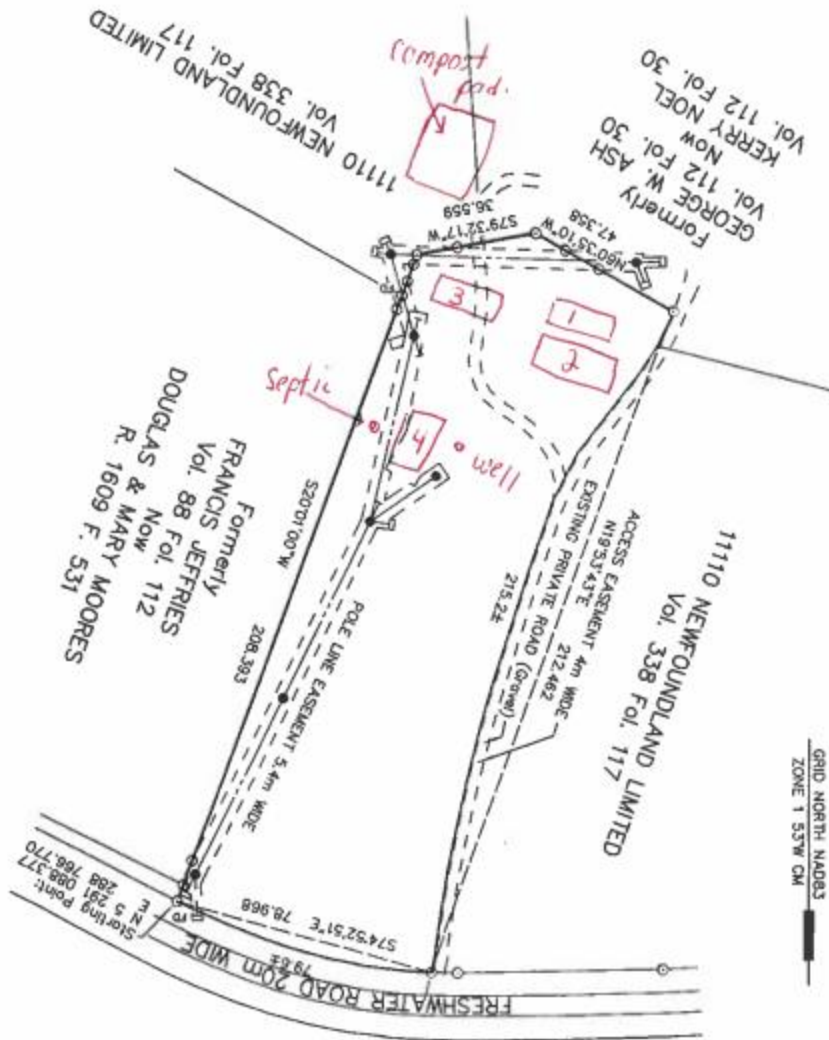 11110 NEWFOUNDLAND LIMITED
Vol. 338 Fol. 117
compost
pad.
Formerly
GEORGE W. ASH
Vol. 112 Fol. 30
Now
KERRY NOEL
Vol. 112 Fol. 30
36.559
S79°32'17"W
47.358
N60°35'10"W
3
1
2
septic
4
well
Formerly
FRANCIS JEFFRIES
Vol. 88 Fol. 112
Now
DOUGLAS & MARY MOORES
R. 1609 F. 531
S20°01'00"W
208.393
POLE LINE EASEMENT 5.4m WIDE
215.2±
EXISTING PRIVATE ROAD (Gravel)
ACCESS EASEMENT 4m WIDE
N19°53'43"E
212.462
11110 NEWFOUNDLAND LIMITED
Vol. 338 Fol. 117
GRID NORTH NAD83
ZONE 1 53°W CM
S74°52'51"E
78.968
79.6±
FRESHWATER ROAD 20m WIDE
Starting Point:
N 5 291 088.377
E 288 766.770